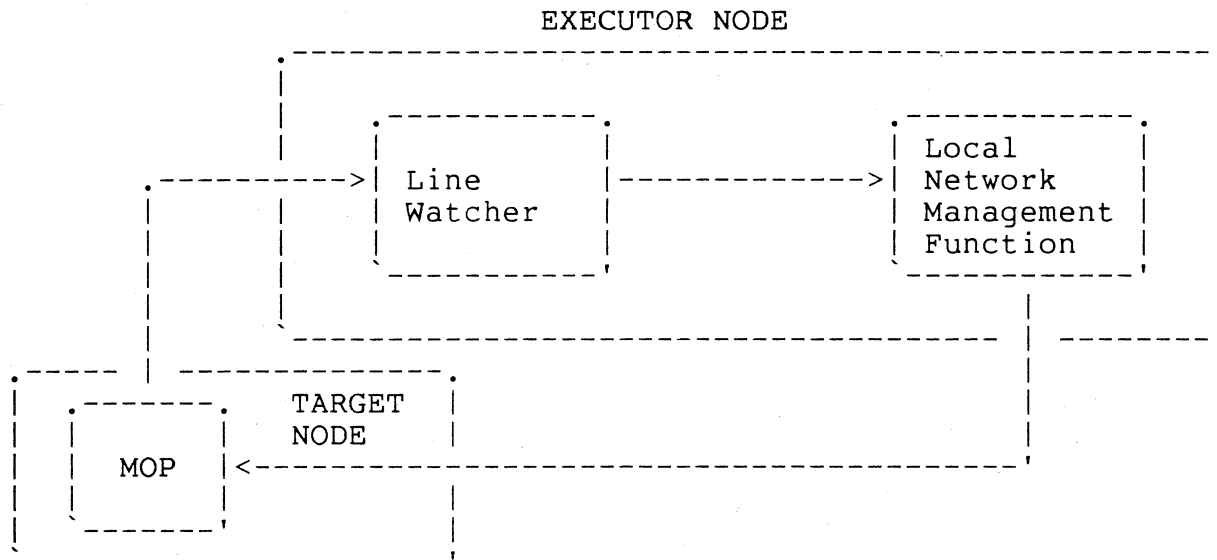 EXECUTOR NODE
Line
Watcher
Local
Network
Management
Function
TARGET
NODE
MOP